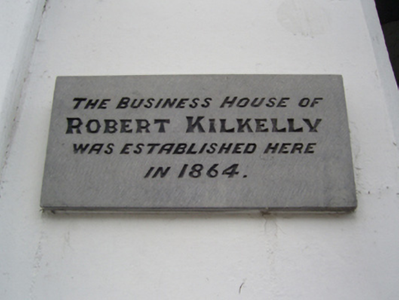 THE BUSINESS HOUSE OF
ROBERT KILKELLY
WAS ESTABLISHED HERE
IN 1864.